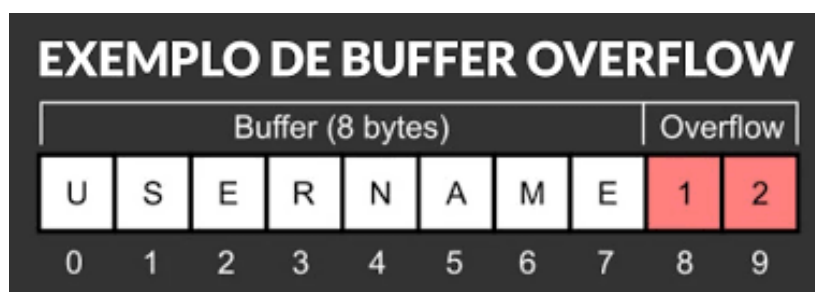 EXEMPLO DE BUFFER OVERFLOW
Buffer (8 bytes) Overflow
U S E R N A M E 1 2
0 1 2 3 4 5 6 7 8 9